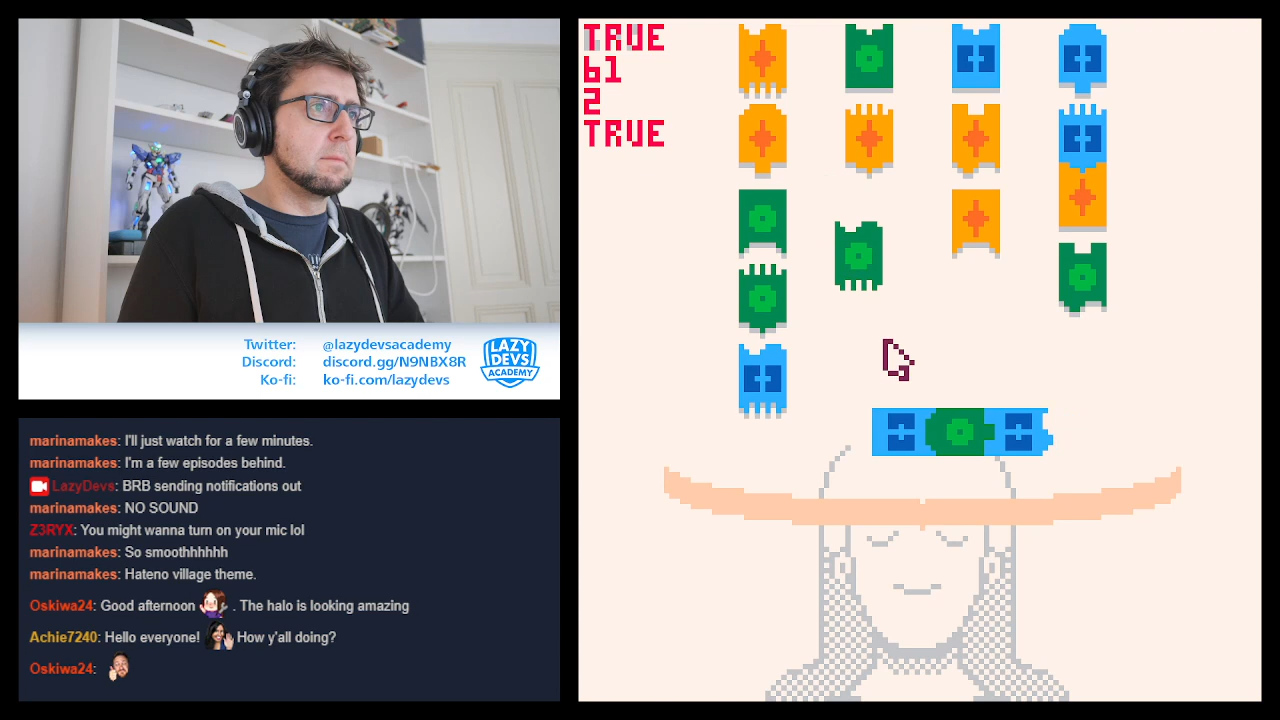 Twitter: @lazydevsacademy
Discord: discord.gg/N9NBX8R
Ko-fi: ko-fi.com/lazydevs
LAZY
DEVS
ACADEMY
marinamakes: I'll just watch for a few minutes.
marinamakes: I'm a few episodes behind.
LazyDevs: BRB sending notifications out
marinamakes: NO SOUND
Z3RYX: You might wanna turn on your mic lol
marinamakes: So smoothhhhhh
marinamakes: Hateno village theme.
Oskiwa24: Good afternoon . The halo is looking amazing
Achie7240: Hello everyone! How y'all doing?
Oskiwa24:
TRUE
61
2
TRUE